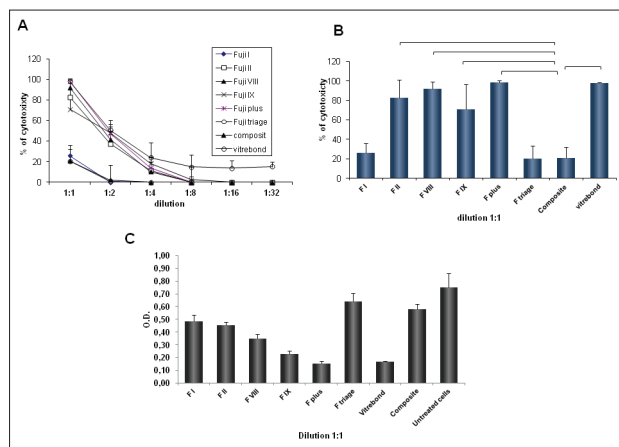 A
% of cytotoxicty
120
100
80
60
40
20
0
1:1 1:2 1:4 1:8 1:16 1:32
dilution
Fuji I
Fuji II
Fuji VIII
Fuji IX
Fuji plus
Fuji triage
composit
vitrebond
B
% of cytotoxicty
120
100
80
60
40
20
0
F I F II F VIII F IX F plus F triage Composite vitrebond
dilution 1:1
C
O.D.
1,00
0,90
0,80
0,70
0,60
0,50
0,40
0,30
0,20
0,10
0,00
F I F II F VIII F IX F plus F triage Vitrebond Composite Untreated cells
Dilution 1:1